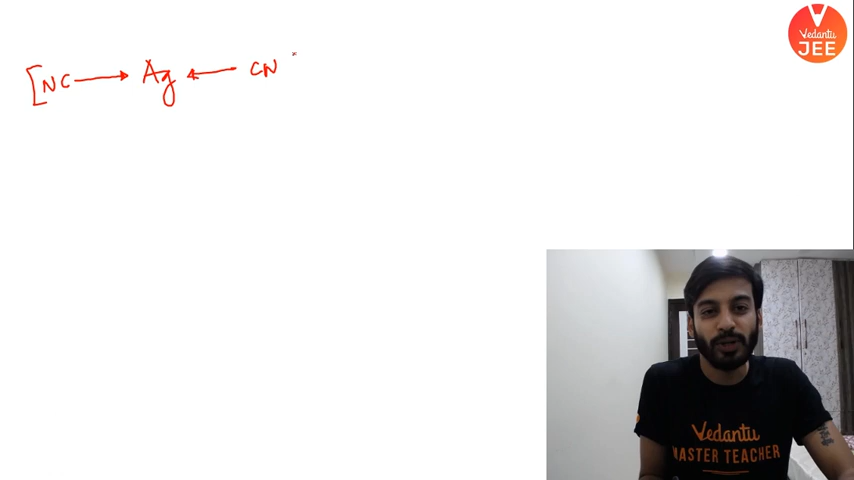 [NC → Ag ← CN
Vedantu
JEE
Vedantu
MASTER TEACHER